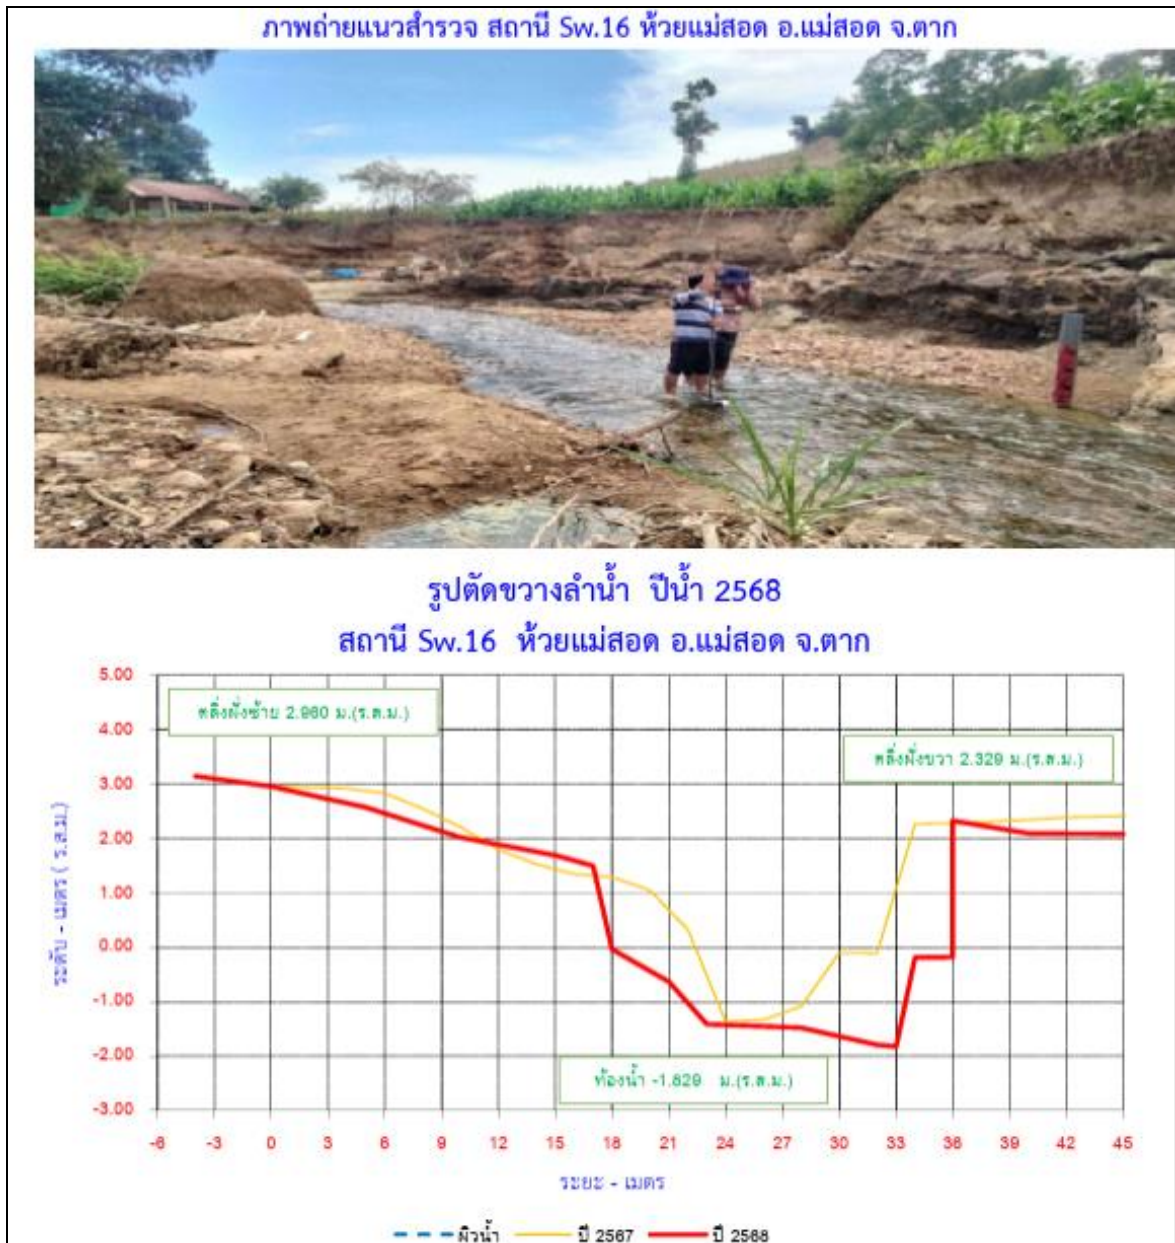 ภาพถ่ายแนวสำรวจ สถานี Sw.16 ห้วยแม่สอด อ.แม่สอด จ.ตาก
รูปตัดขวางลำน้ำ ปีน้ำ 2568
สถานี Sw.16 ห้วยแม่สอด อ.แม่สอด จ.ตาก
5.00
ตลิ่งฝั่งซ้าย 2.960 ม.(ร.ส.ม.)
4.00
ตลิ่งฝั่งขวา 2.329 ม.(ร.ส.ม.)
3.00
2.00
1.00
0.00
-1.00
-2.00
ท้องน้ำ -1.829 ม.(ร.ส.ม.)
-3.00
ระดับ - เมตร ( ร.ส.ม.)
-6 -3 0 3 6 9 12 15 18 21 24 27 30 33 36 39 42 45
ระยะ - เมตร
ผิวน้ำ ปี 2567 ปี 2568